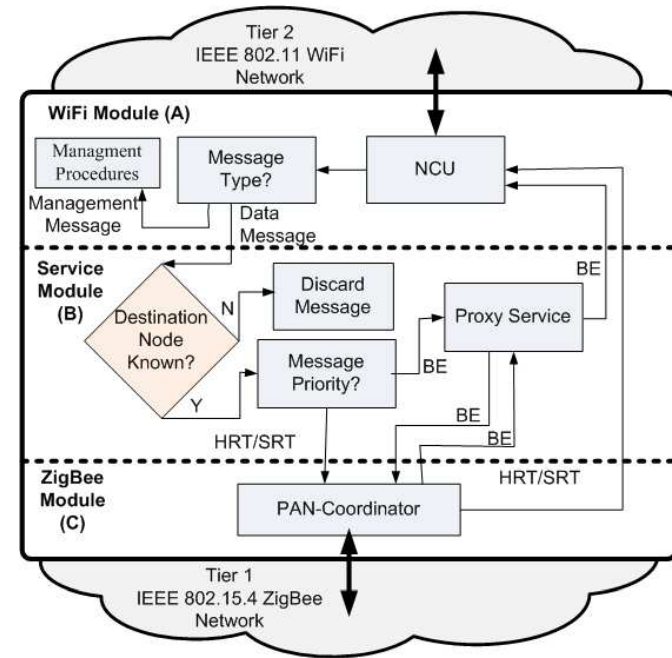 Tier 2
IEEE 802.11 WiFi
Network
WiFi Module (A)
Managment
Procedures
Message
Type?
NCU
Management
Message
Data
Message
Service
Module
(B)
Destination
Node
Known?
N
Discard
Message
Proxy Service
BE
Message
Priority?
BE
Y
HRT/SRT
BE
BE
HRT/SRT
ZigBee
Module
(C)
PAN-Coordinator
Tier 1
IEEE 802.15.4 ZigBee
Network